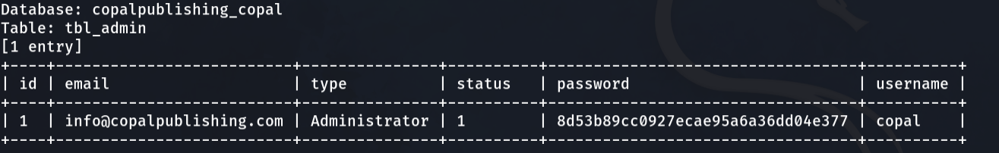 Database: copalpublishing_copal
Table: tbl_admin
[1 entry]
+----+--------------------------+---------------+----------+----------------------------------+----------+
| id | email | type | status | password | username |
+----+--------------------------+---------------+----------+----------------------------------+----------+
| 1 | info@copalpublishing.com | Administrator | 1 | 8d53b89cc0927ecae95a6a36dd04e377 | copal |
+----+--------------------------+---------------+----------+----------------------------------+----------+